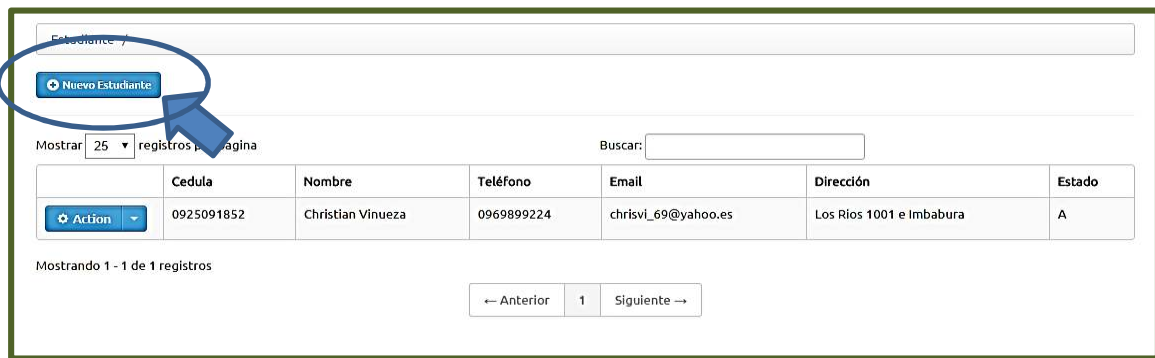 Estudiante /
Nuevo Estudiante
Mostrar 25 registros por pagina Buscar:
Cedula Nombre Teléfono Email Dirección Estado
Action 0925091852 Christian Vinueza 0969899224 chrisvi_69@yahoo.es Los Rios 1001 e Imbabura A
Mostrando 1 - 1 de 1 registros
← Anterior 1 Siguiente →